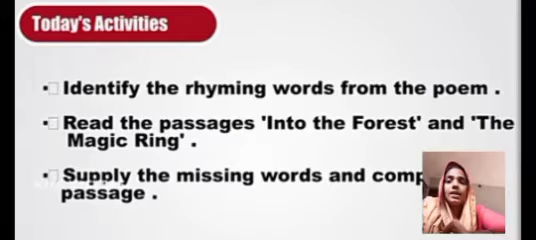 Today's Activities
Identify the rhyming words from the poem .
Read the passages 'Into the Forest' and 'The
Magic Ring' .
Supply the missing words and comp
passage .